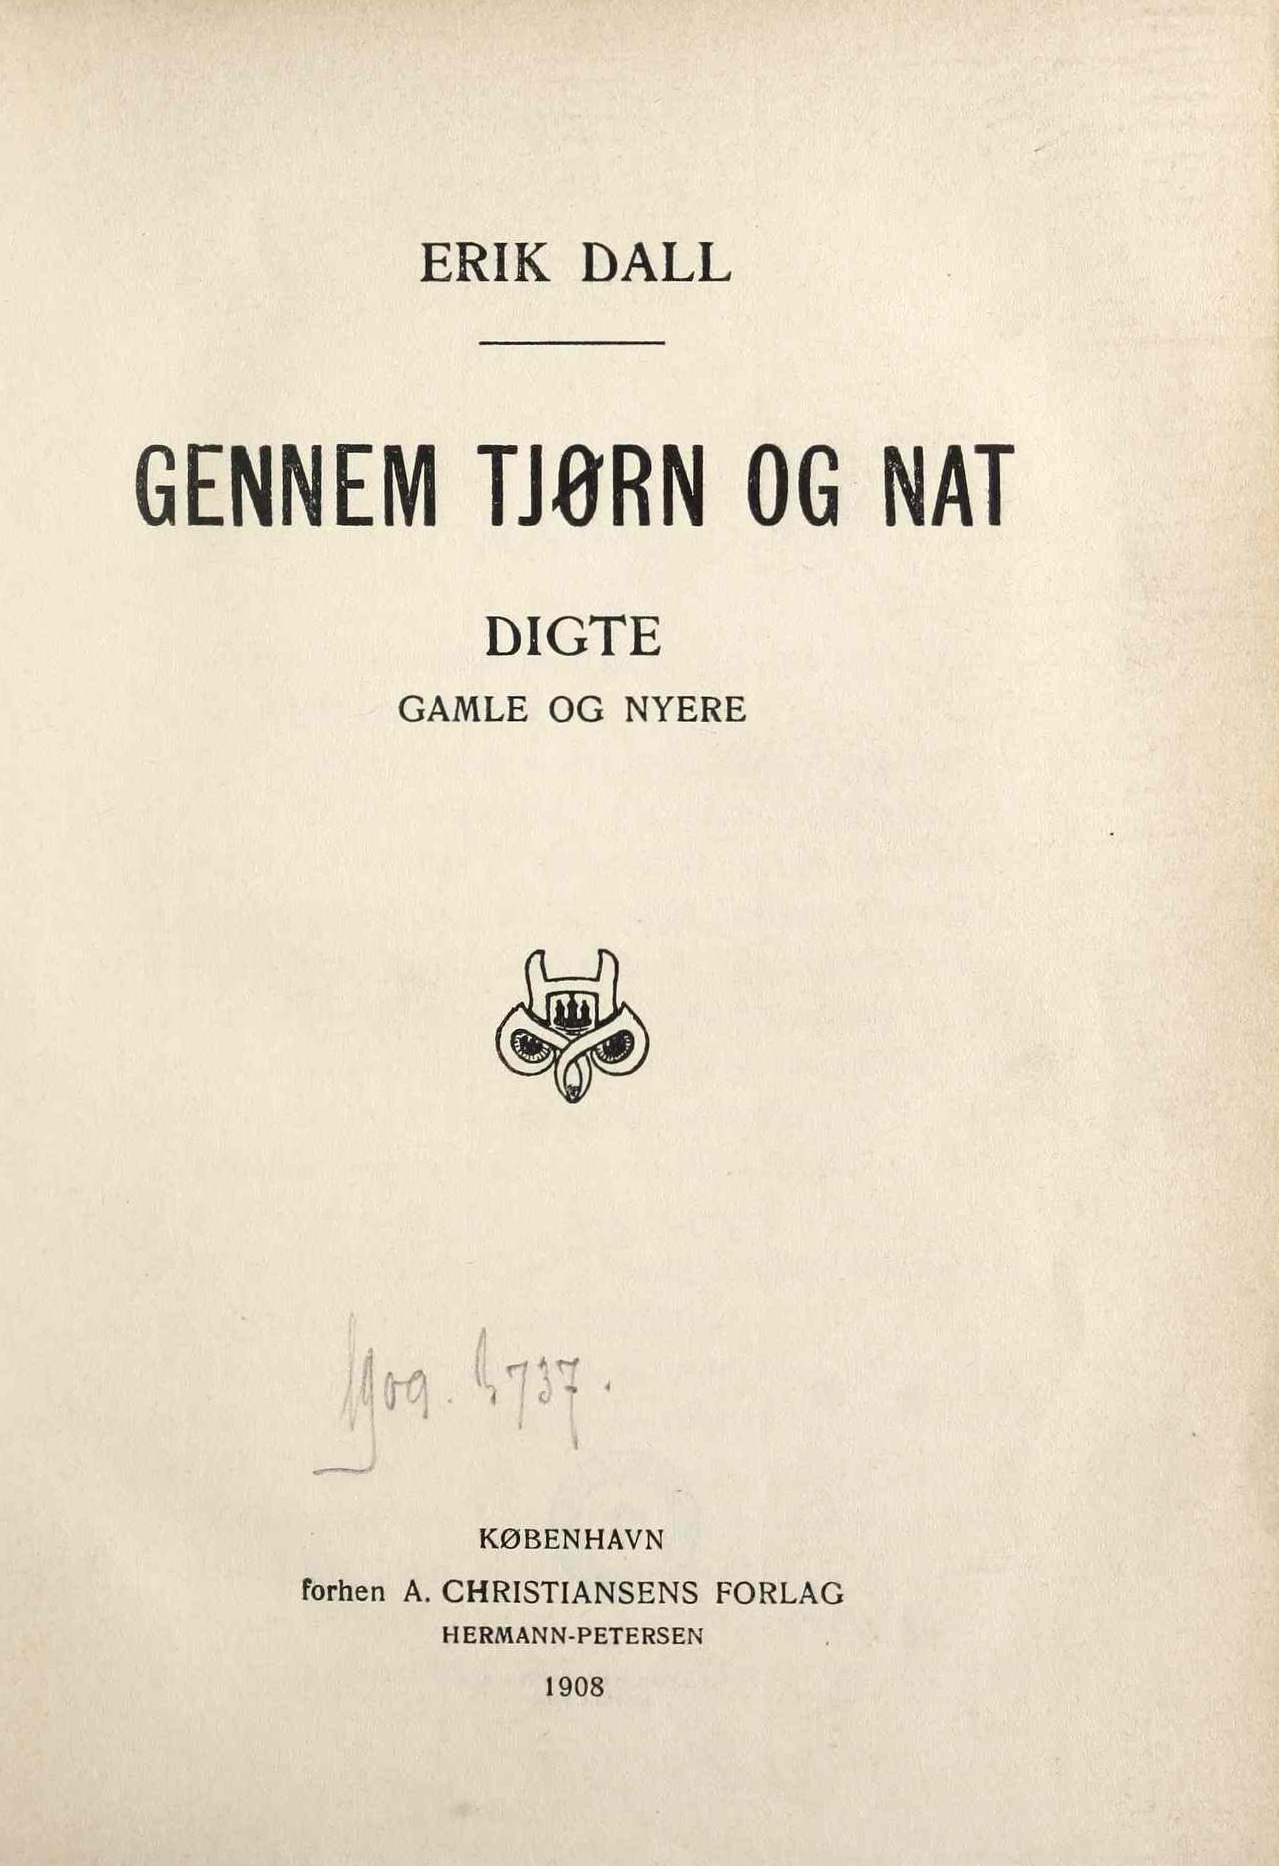 ERIK DALL
GENNEM TJØRN OG NAT
DIGTE
GAMLE OG NYERE
KØBENHAVN
forhen A. CHRISTIANSENS FORLAG
HERMANN-PETERSEN
1908